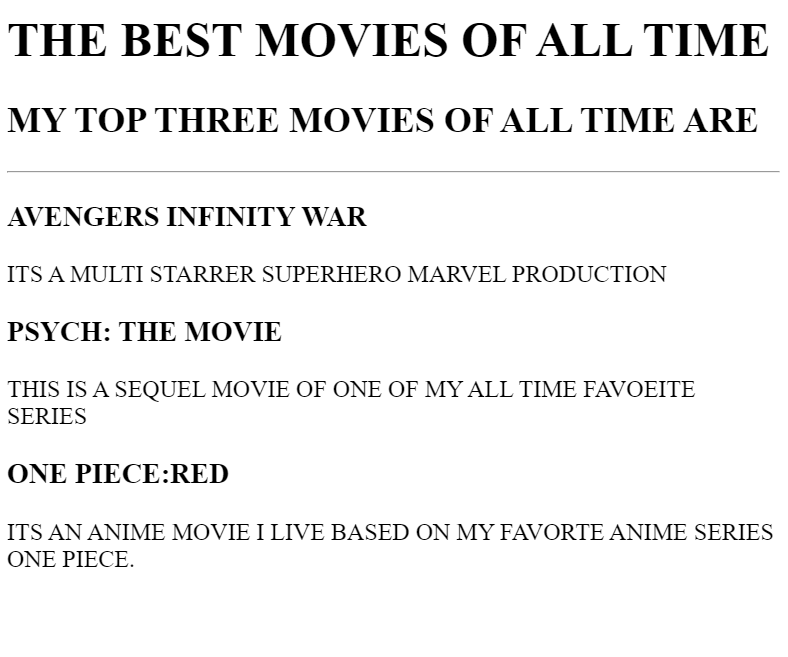 THE BEST MOVIES OF ALL TIME
MY TOP THREE MOVIES OF ALL TIME ARE
AVENGERS INFINITY WAR
ITS A MULTI STARRER SUPERHERO MARVEL PRODUCTION
PSYCH: THE MOVIE
THIS IS A SEQUEL MOVIE OF ONE OF MY ALL TIME FAVOEITE
SERIES
ONE PIECE:RED
ITS AN ANIME MOVIE I LIVE BASED ON MY FAVORTE ANIME SERIES
ONE PIECE.